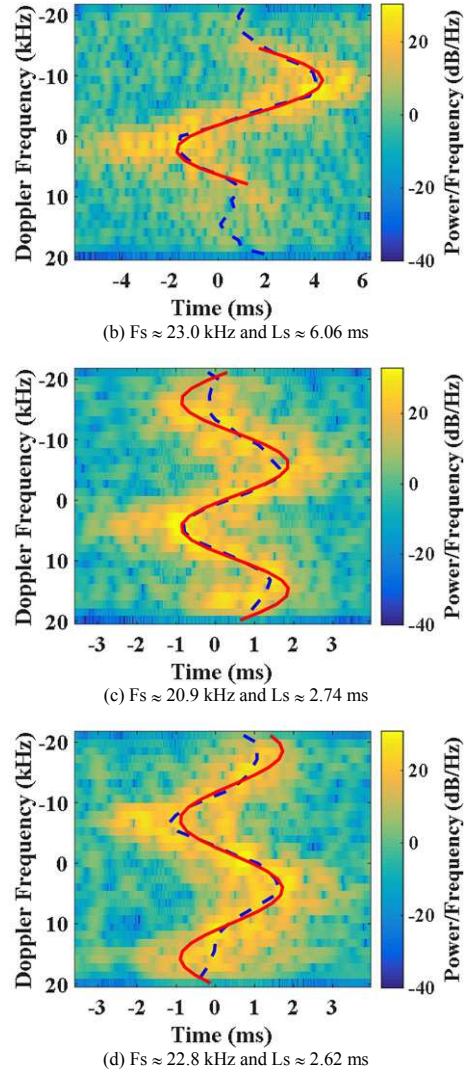 Doppler Frequency (kHz)
-20
-10
0
10
20
-4 -2 0 2 4 6
Time (ms)
20
0
-20
-40
Power/Frequency (dB/Hz)
(b) Fs ≈ 23.0 kHz and Ls ≈ 6.06 ms
Doppler Frequency (kHz)
-20
-10
0
10
20
-3 -2 -1 0 1 2 3
Time (ms)
20
0
-20
-40
Power/Frequency (dB/Hz)
(c) Fs ≈ 20.9 kHz and Ls ≈ 2.74 ms
Doppler Frequency (kHz)
-20
-10
0
10
20
-3 -2 -1 0 1 2 3
Time (ms)
20
0
-20
-40
Power/Frequency (dB/Hz)
(d) Fs ≈ 22.8 kHz and Ls ≈ 2.62 ms